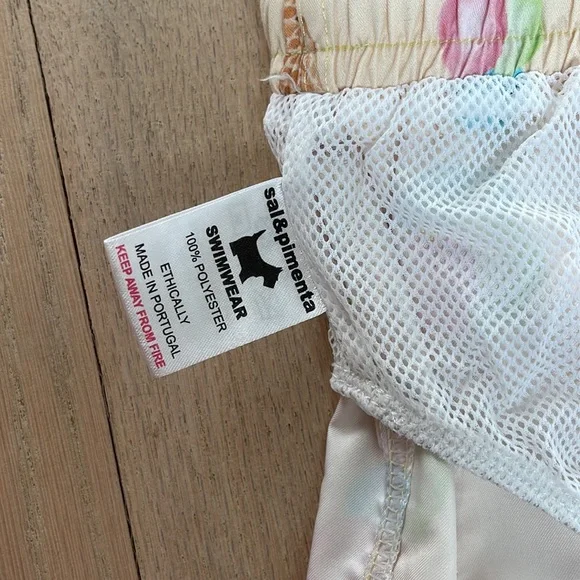 sal&pimenta
SWIMWEAR
100% POLYESTER
ETHICALLY
MADE IN PORTUGAL
KEEP AWAY FROM FIRE